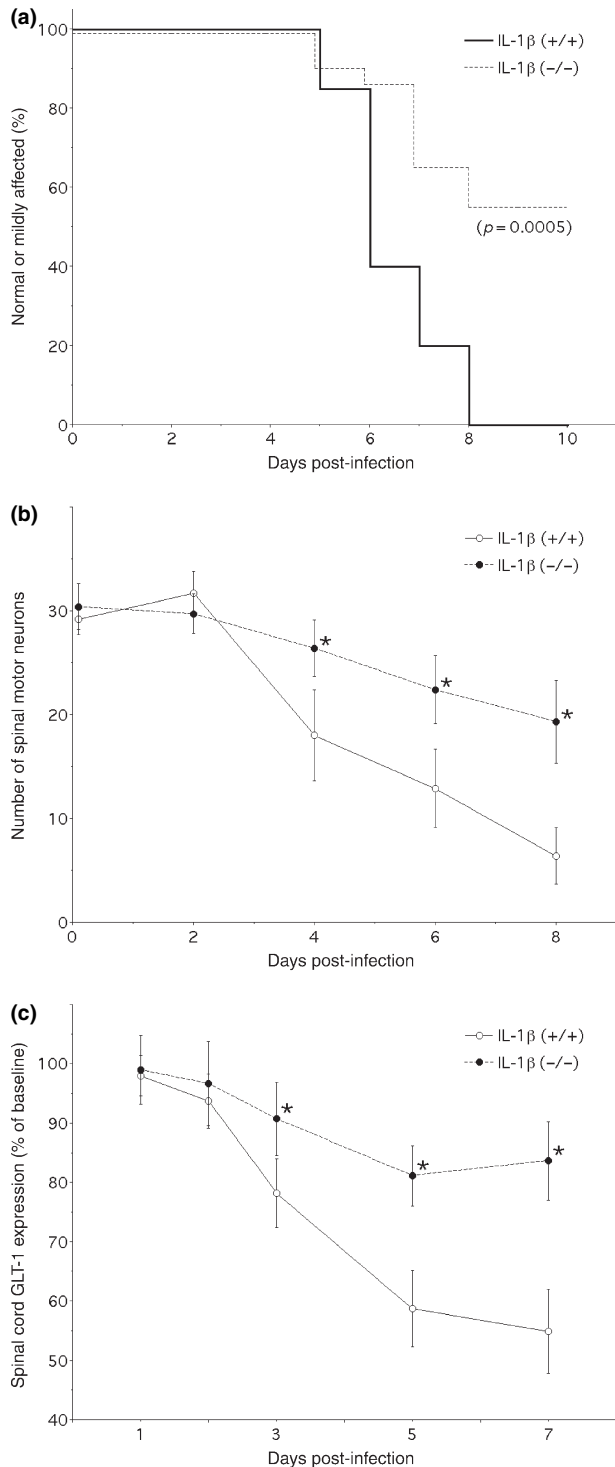 (a)
100
80
60
40
20
0
Normal or mildly affected (%)
IL-1β (+/+)
IL-1β (−/−)
(p = 0.0005)
0 2 4 6 8 10
Days post-infection
(b)
30
20
10
0
Number of spinal motor neurons
IL-1β (+/+)
IL-1β (−/−)
* * *
0 2 4 6 8
Days post-infection
(c)
100
90
80
70
60
50
40
Spinal cord GLT-1 expression (% of baseline)
IL-1β (+/+)
IL-1β (−/−)
* * *
1 3 5 7
Days post-infection